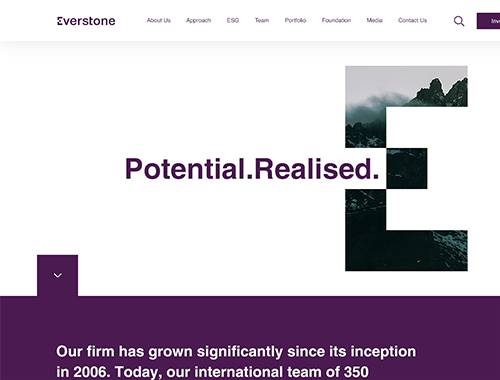 Everstone
About Us Approach ESG Team Portfolio Foundation Media Contact Us
Potential.Realised.
E
Our firm has grown significantly since its inception
in 2006. Today, our international team of 350